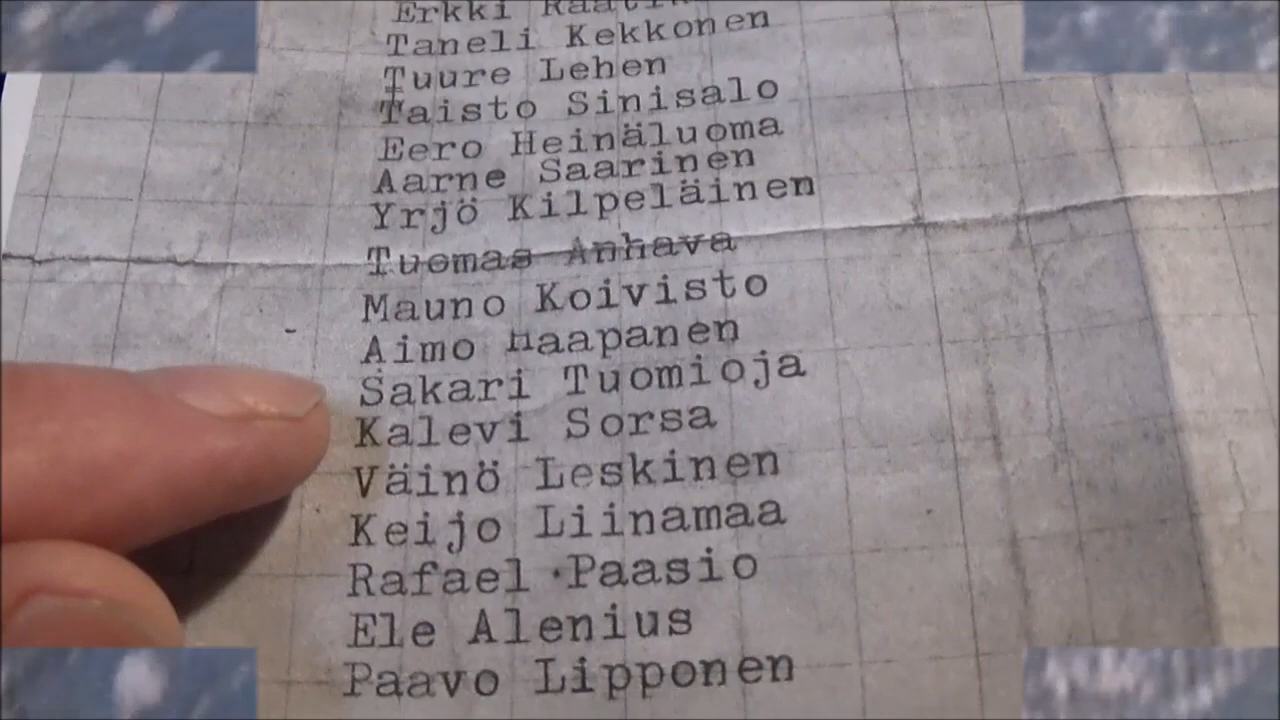 Erkki
Taneli Kekkonen
Tuure Lehen
Taisto Sinisalo
Eero Heinäluoma
Aarne Saarinen
Yrjö Kilpeläinen
Tuomas Anhava
Mauno Koivisto
Aimo Haapanen
Sakari Tuomioja
Kalevi Sorsa
Väinö Leskinen
Keijo Liinamaa
Rafael Paasio
Ele Alenius
Paavo Lipponen